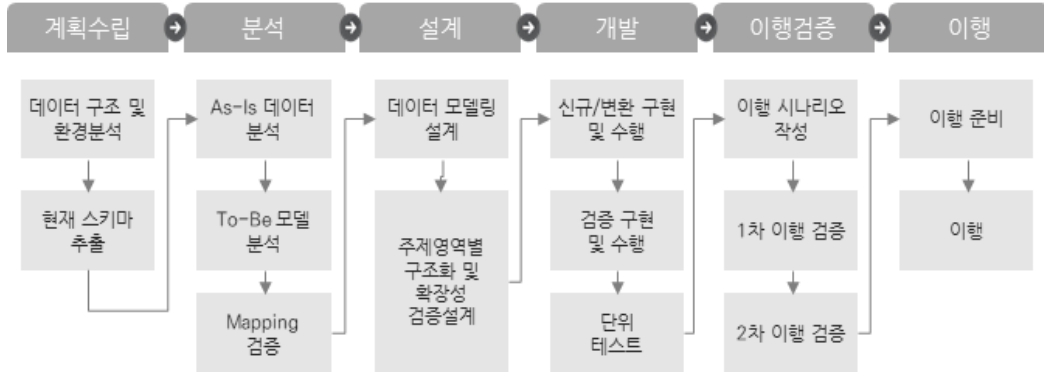 계획수립
분석
설계
개발
이행검증
이행
데이터 구조 및
환경분석
현재 스키마
추출
As-Is 데이터
분석
To-Be 모델
분석
Mapping
검증
데이터 모델링
설계
주제영역별
구조화 및
확장성
검증설계
신규/변환 구현
및 수행
검증 구현
및 수행
단위
테스트
이행 시나리오
작성
1차 이행 검증
2차 이행 검증
이행 준비
이행